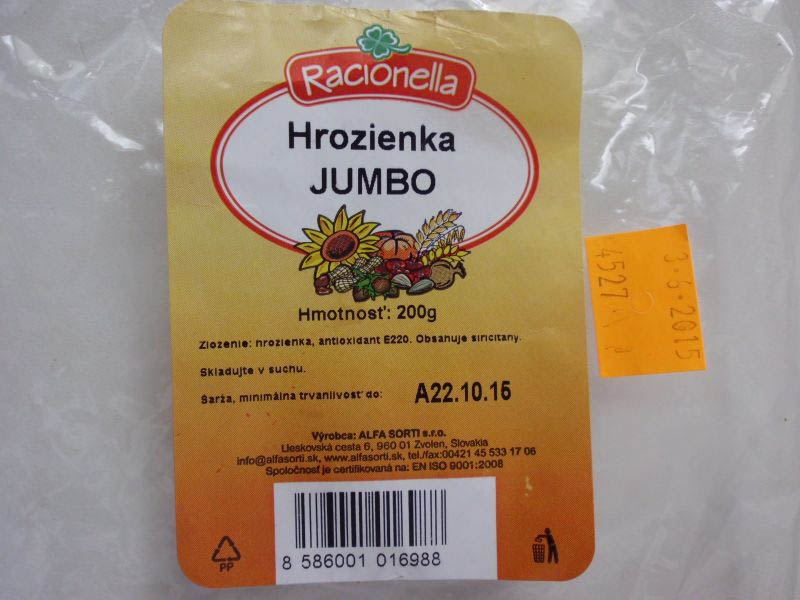 Racionella
Hrozienka
JUMBO
Hmotnosť: 200g
Zloženie: hrozienka, antioxidant E220. Obsahuje siričitany.
Skladujte v suchu.
Šarža, minimálna trvanlivosť do: A22.10.15
Výrobca: ALFA SORTI s.r.o.
Lieskovská cesta 6, 960 01 Zvolen, Slovakia
info@alfasorti.sk, www.alfasorti.sk, tel./fax:00421 45 533 17 06
Spoločnosť je certifikovaná na: EN ISO 9001:2008
8 586001 016988
PP
3.6.2015
4527